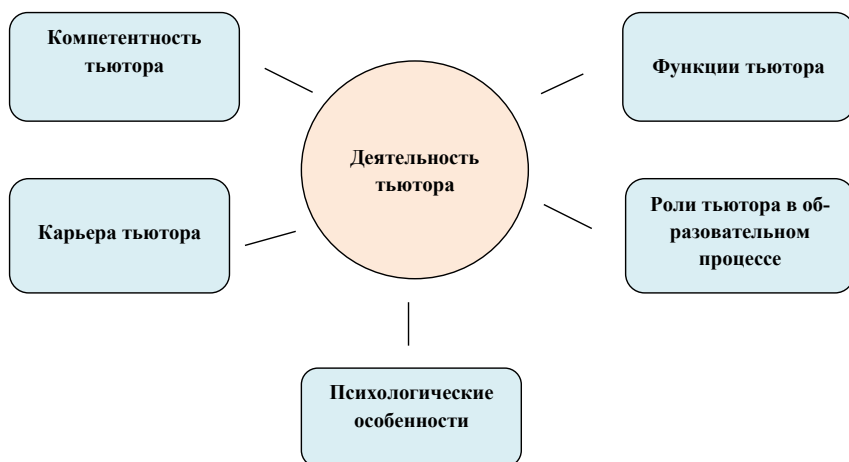 Компетентность
тьютора
Функции тьютора
Деятельность
тьютора
Карьера тьютора
Роли тьютора в об-
разовательном
процессе
Психологические
особенности